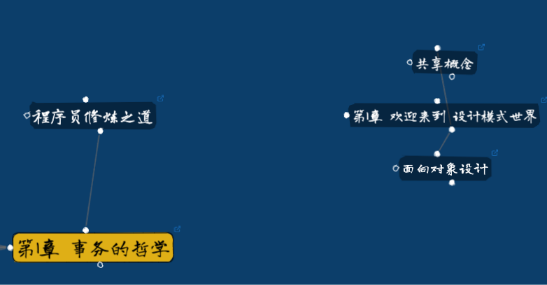 共享概念
程序员修炼之道
第1章 欢迎来到 设计模式世界
面向对象设计
第1章 事务的哲学